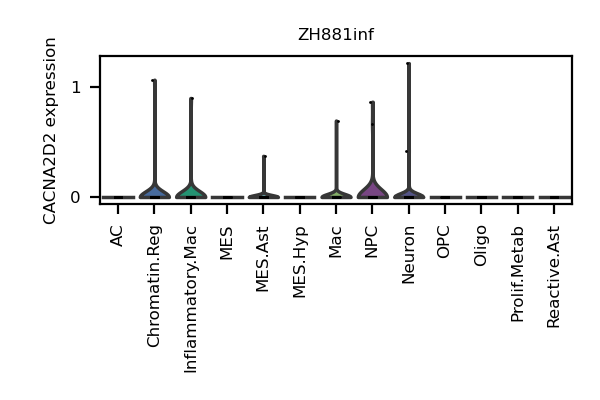 ZH881inf
CACNA2D2 expression
1
0
AC
Chromatin.Reg
Inflammatory.Mac
MES
MES.Ast
MES.Hyp
Mac
NPC
Neuron
OPC
Oligo
Prolif.Metab
Reactive.Ast